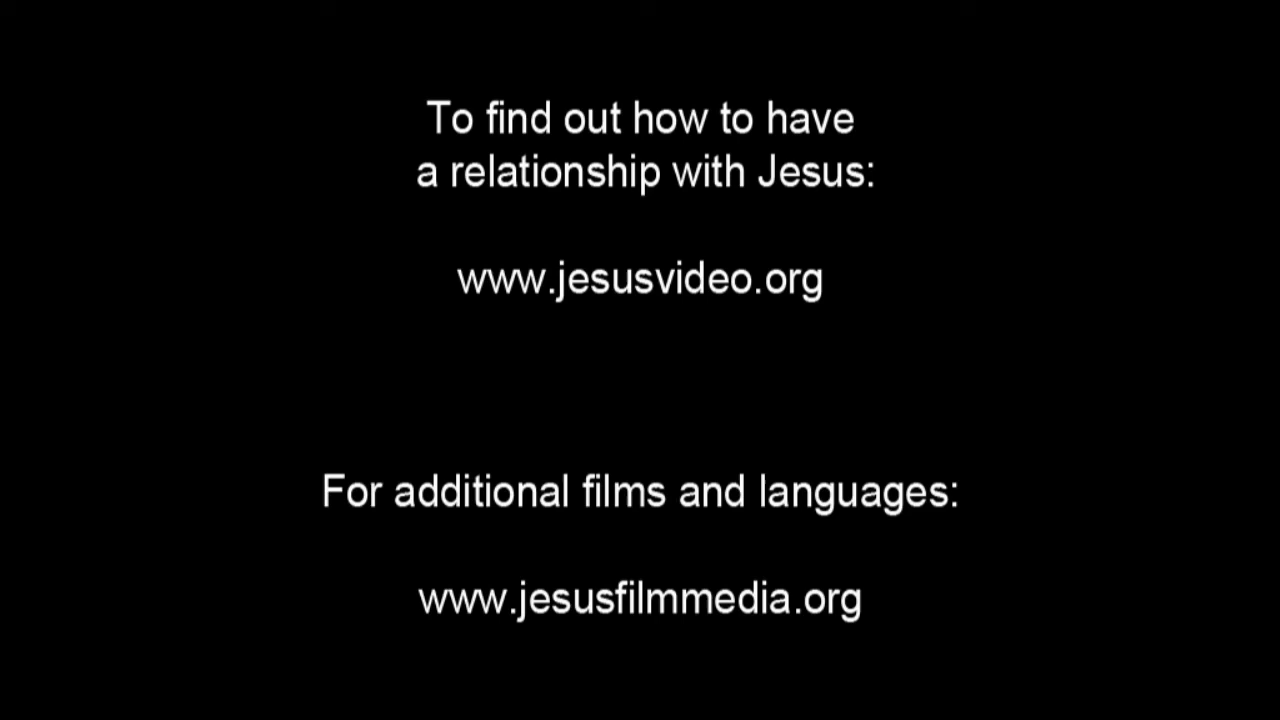 To find out how to have
a relationship with Jesus:
www.jesusvideo.org
For additional films and languages:
www.jesusfilmmedia.org